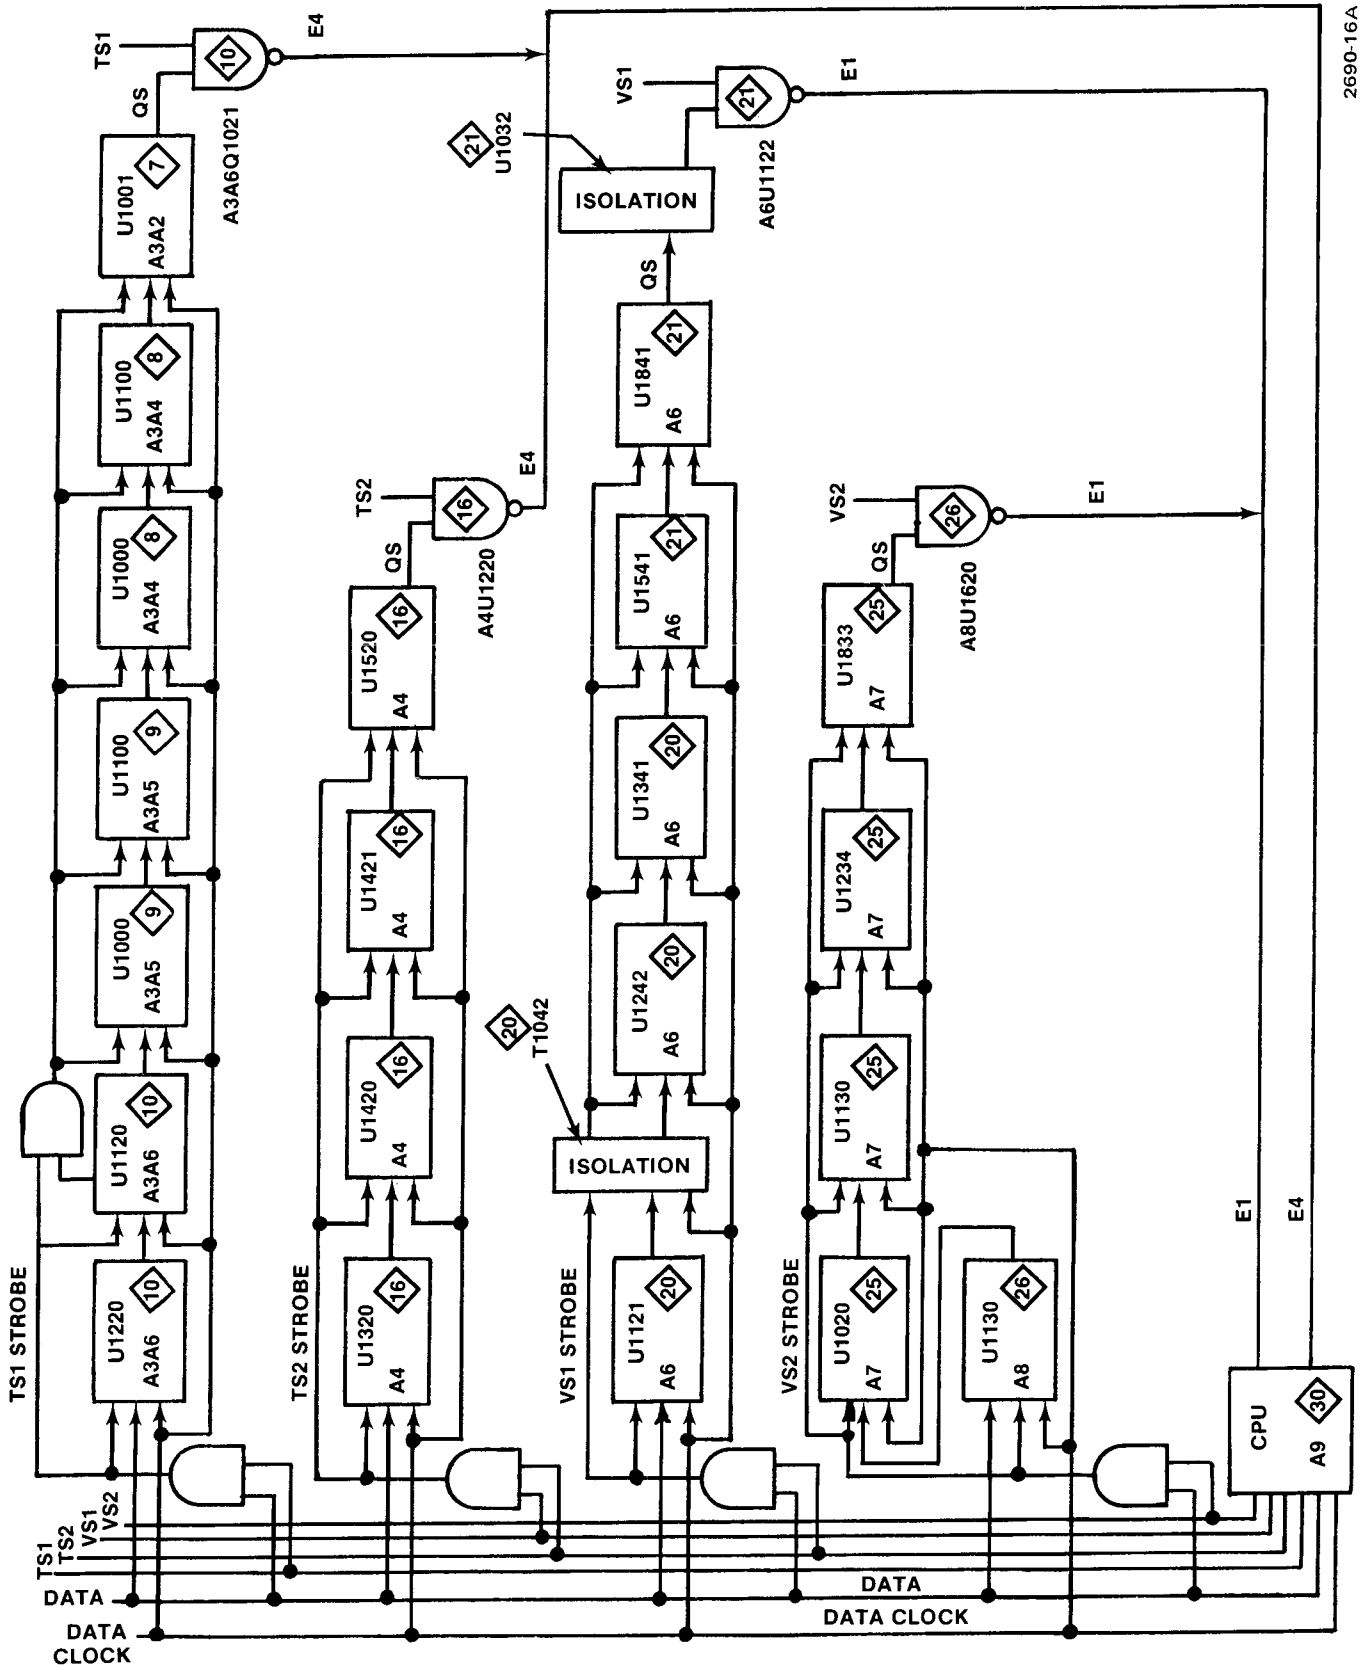 2690-16A
TS1 STROBE
U1220
A3A6
10
U1120
A3A6
10
U1000
A3A5
9
U1100
A3A5
9
U1000
A3A4
8
U1100
A3A4
8
U1001
A3A2
7
QS
TS1
10
A3A6Q1021
E4
TS2 STROBE
U1320
A4
16
U1420
A4
16
U1421
A4
16
U1520
A4
16
QS
TS2
16
A4U1220
E4
VS1 STROBE
U1121
A6
20
ISOLATION
20
T1042
U1242
A6
20
U1341
A6
20
U1541
A6
21
U1841
A6
21
QS
ISOLATION
21
U1032
VS1
21
A6U1122
E1
VS2 STROBE
U1020
A7
25
U1130
A7
25
U1234
A7
25
U1833
A7
25
QS
VS2
26
A8U1620
E1
U1130
A8
26
E1
E4
CPU
A9
30
VS2
VS1
TS2
TS1
DATA
DATA
CLOCK
DATA
DATA CLOCK